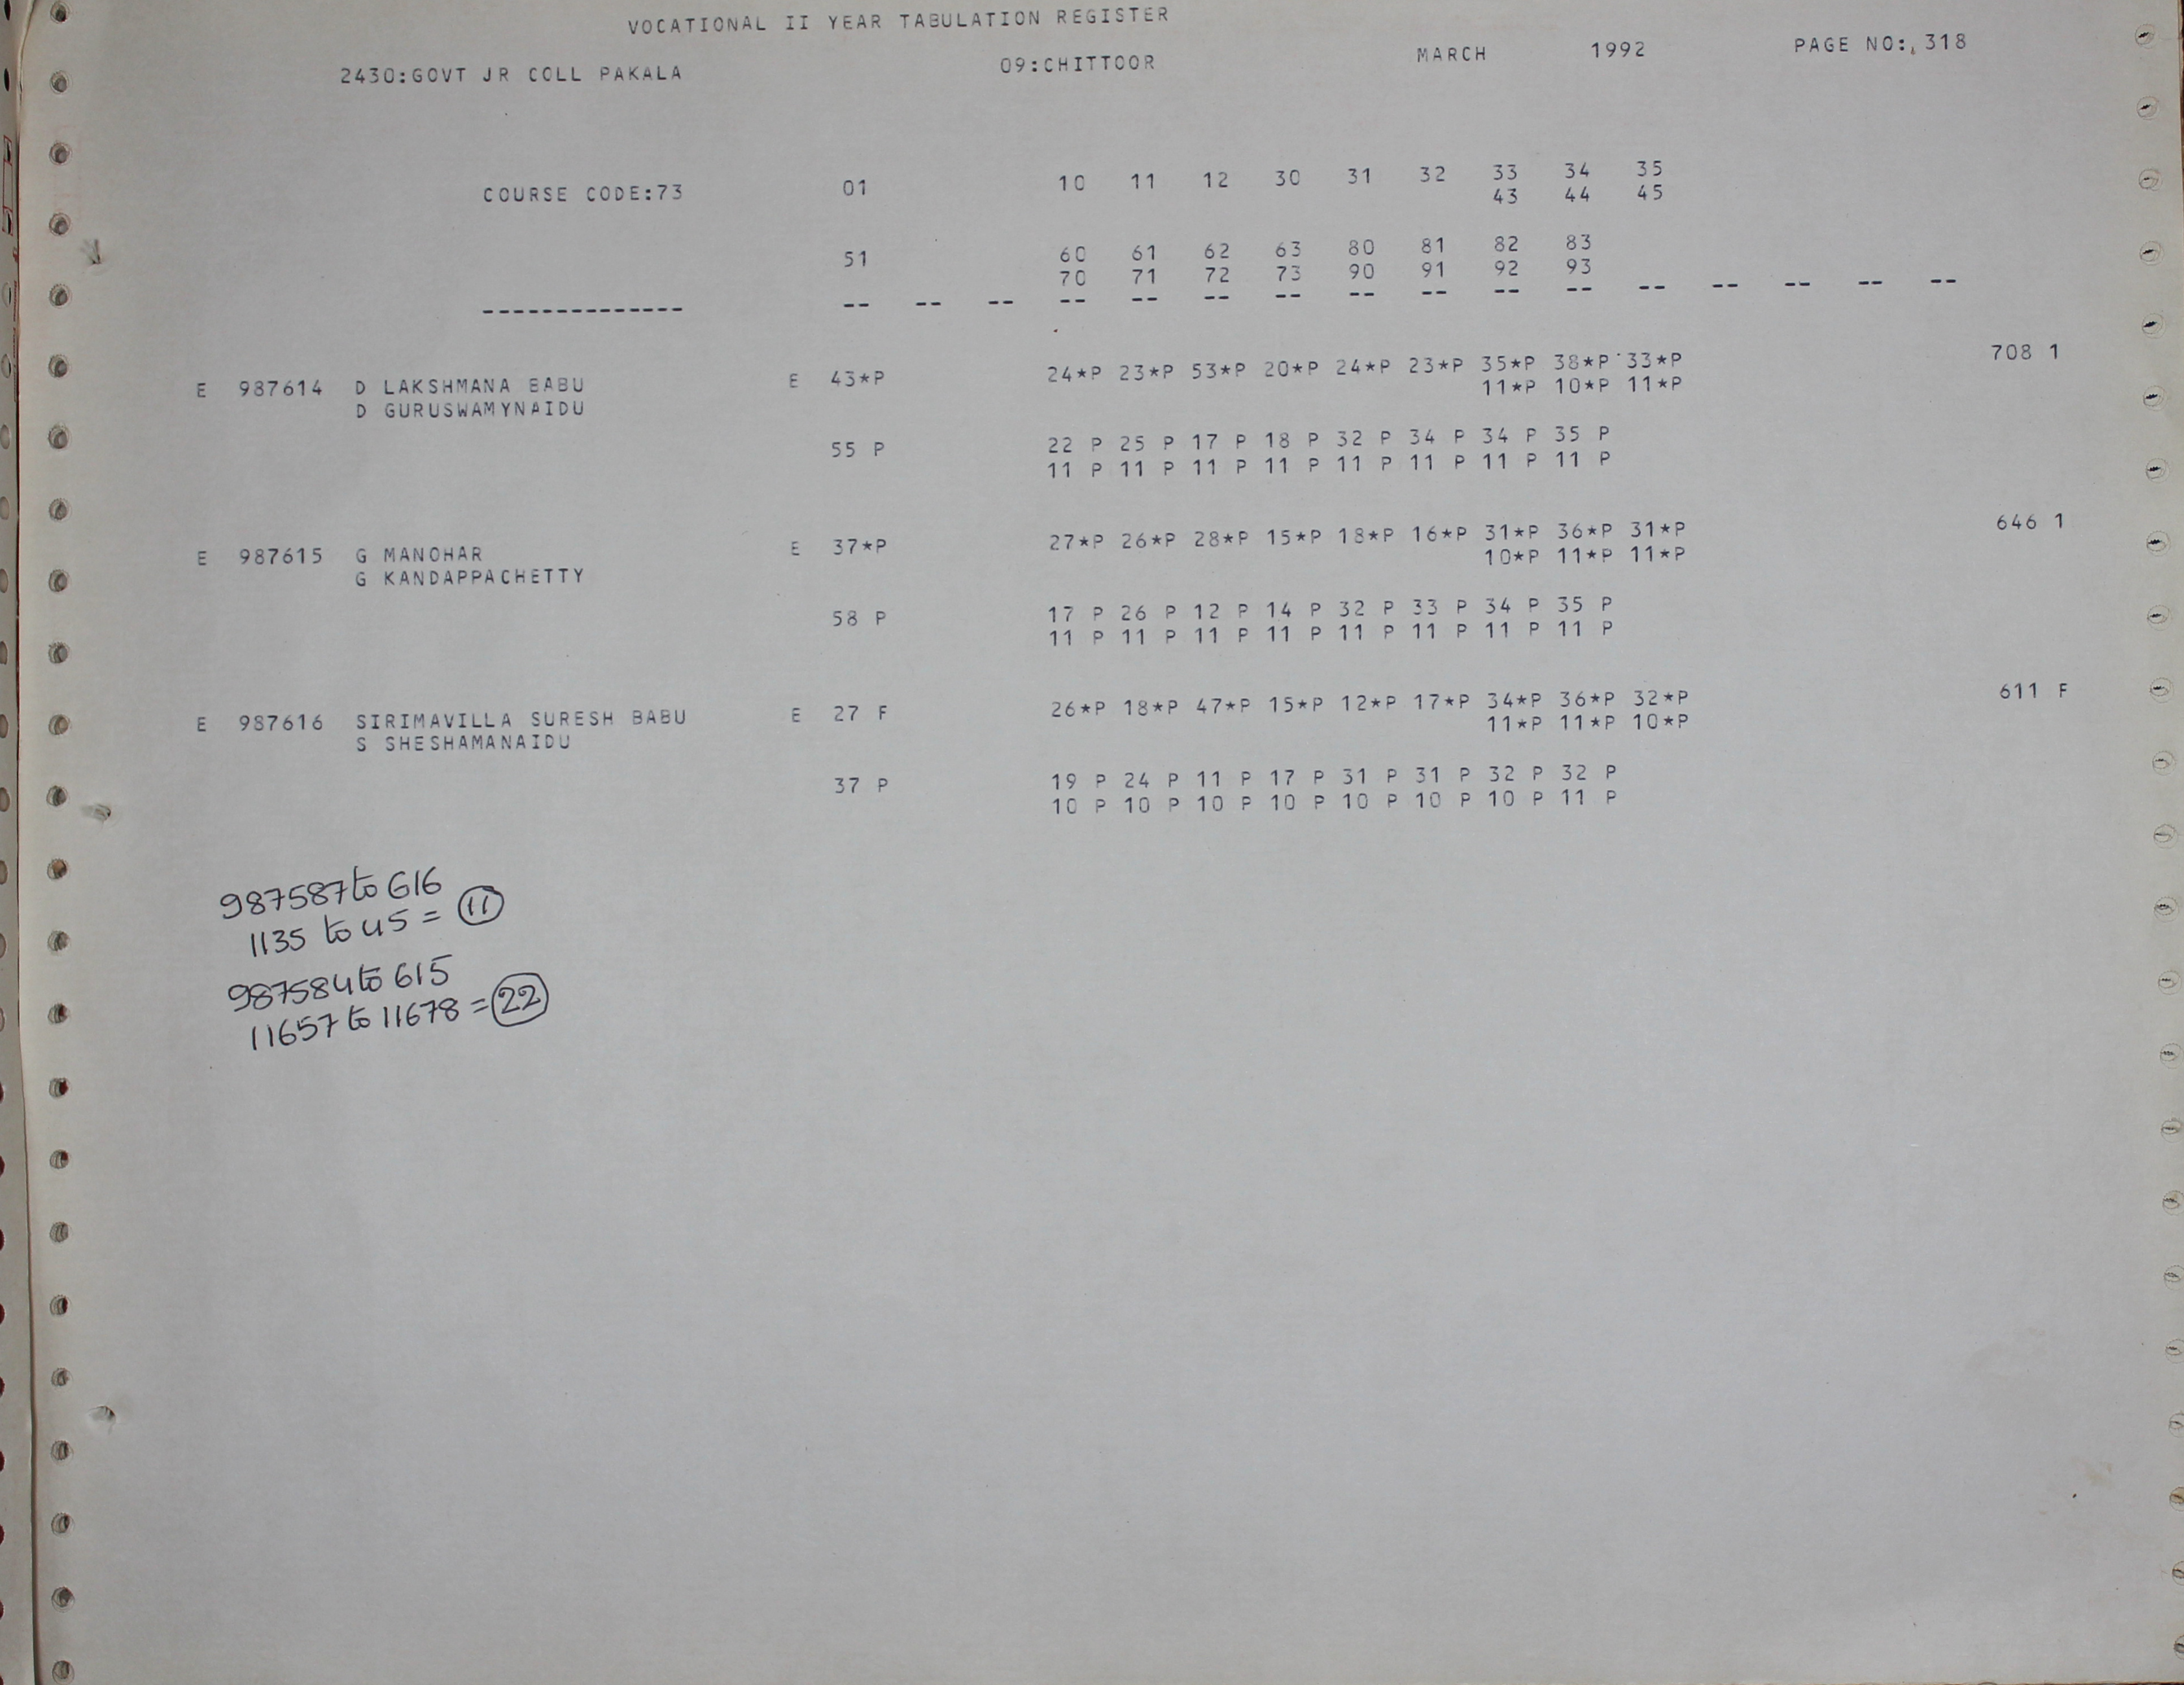 VOCATIONAL II YEAR TABULATION REGISTER
2430:GOVT JR COLL PAKALA 09:CHITTOOR MARCH 1992 PAGE NO: 318
COURSE CODE:73 01 10 11 12 30 31 32 33 34 35
43 44 45
51 60 61 62 63 80 81 82 83
70 71 72 73 90 91 92 93
-------------- -- -- -- -- -- -- -- -- -- -- -- -- -- -- -- --
E 987614 D LAKSHMANA BABU E 43*P 24*P 23*P 53*P 20*P 24*P 23*P 35*P 38*P 33*P 708 1
D GURUSWAMYNAIDU 11*P 10*P 11*P
55 P 22 P 25 P 17 P 18 P 32 P 34 P 34 P 35 P
11 P 11 P 11 P 11 P 11 P 11 P 11 P 11 P
E 987615 G MANOHAR E 37*P 27*P 26*P 28*P 15*P 18*P 16*P 31*P 36*P 31*P 646 1
G KANDAPPACHETTY 10*P 11*P 11*P
58 P 17 P 26 P 12 P 14 P 32 P 33 P 34 P 35 P
11 P 11 P 11 P 11 P 11 P 11 P 11 P 11 P
E 987616 SIRIMAVILLA SURESH BABU E 27 F 26*P 18*P 47*P 15*P 12*P 17*P 34*P 36*P 32*P 611 F
S SHESHAMANAIDU 11*P 11*P 10*P
37 P 19 P 24 P 11 P 17 P 31 P 31 P 32 P 32 P
10 P 10 P 10 P 10 P 10 P 10 P 10 P 11 P
987587 to 616
1135 to 45 = 11
987584 to 615
11657 to 11678 = 22